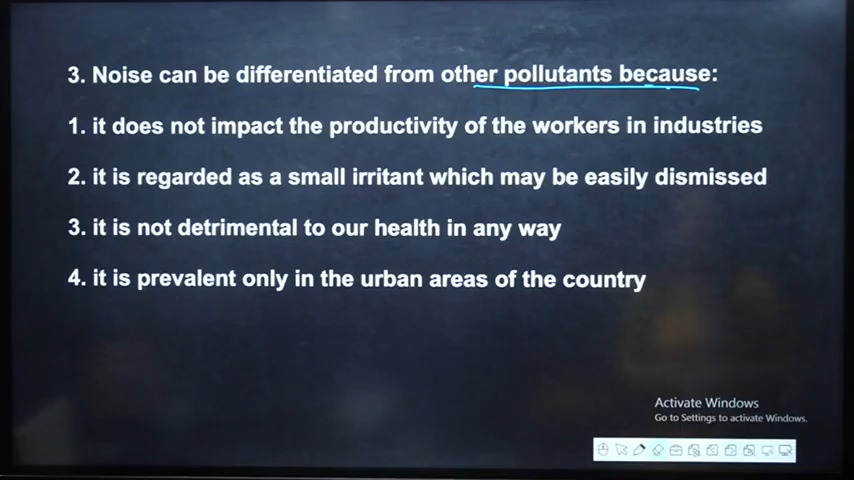 3. Noise can be differentiated from other pollutants because:
1. it does not impact the productivity of the workers in industries
2. it is regarded as a small irritant which may be easily dismissed
3. it is not detrimental to our health in any way
4. it is prevalent only in the urban areas of the country
Activate Windows
Go to Settings to activate Windows.